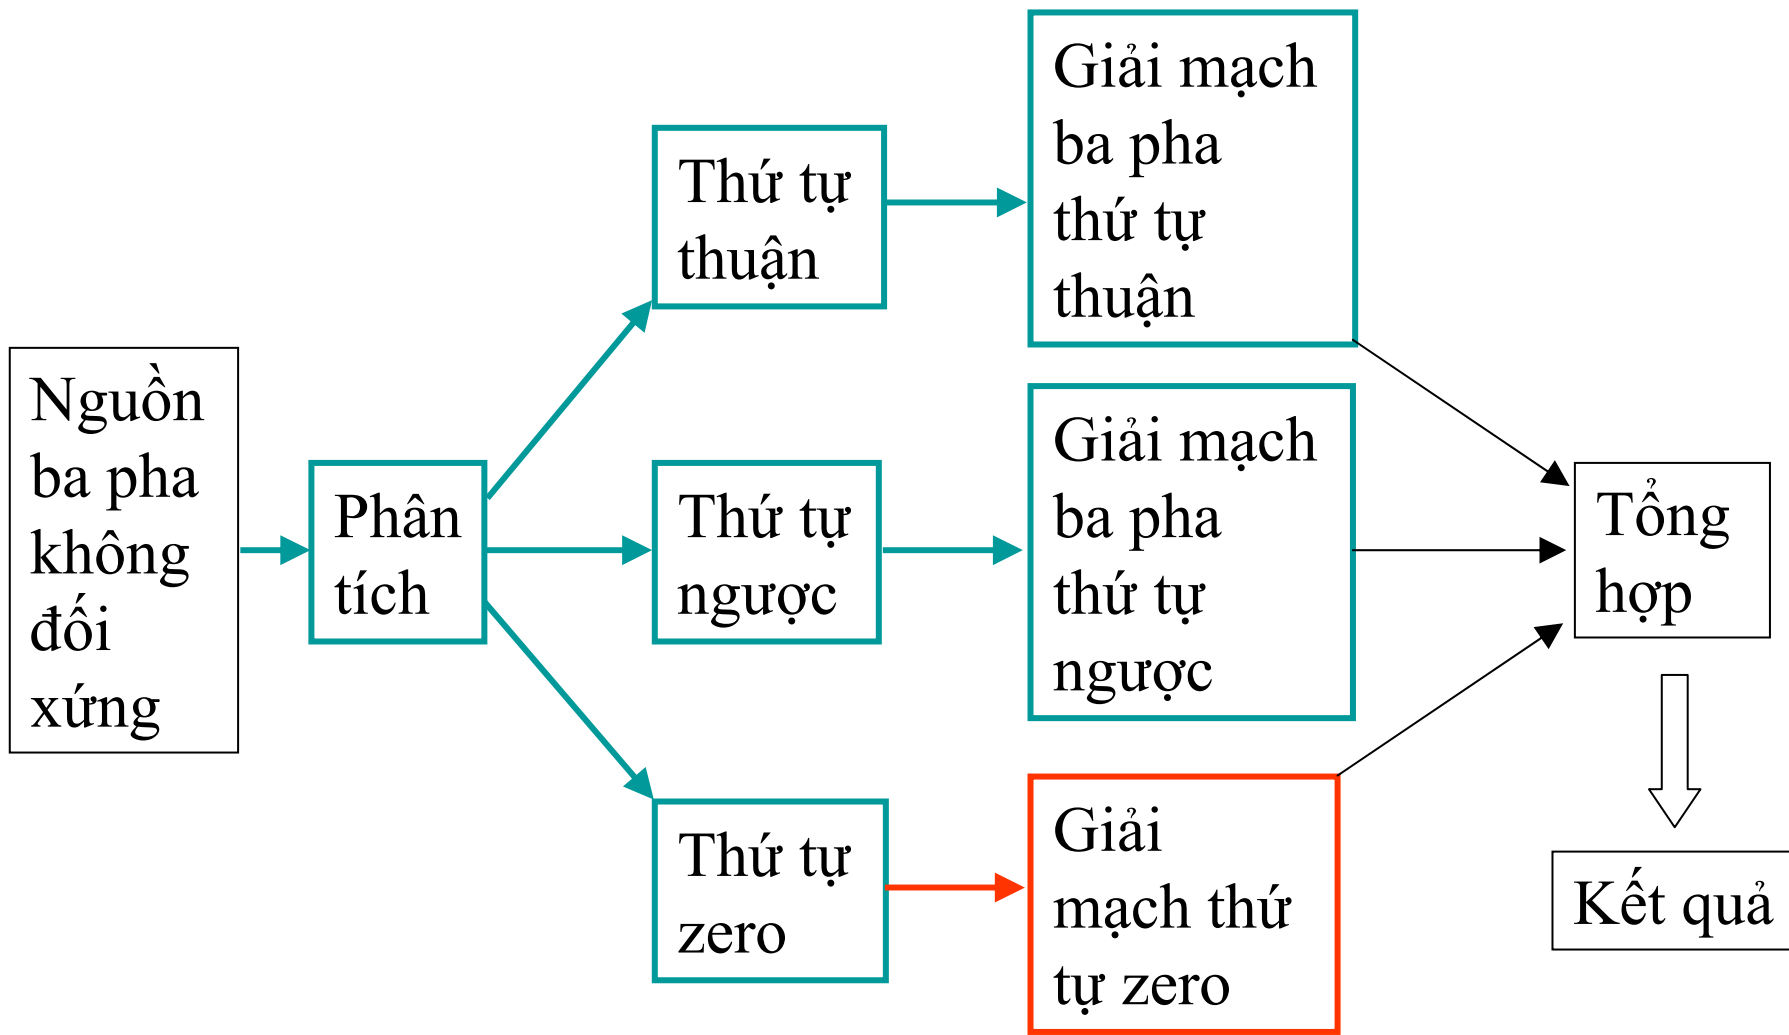 Nguồn
ba pha
không
đối
xứng
Phân
tích
Thứ tự
thuận
Thứ tự
ngược
Thứ tự
zero
Giải mạch
ba pha
thứ tự
thuận
Giải mạch
ba pha
thứ tự
ngược
Giải
mạch thứ
tự zero
Tổng
hợp
Kết quả